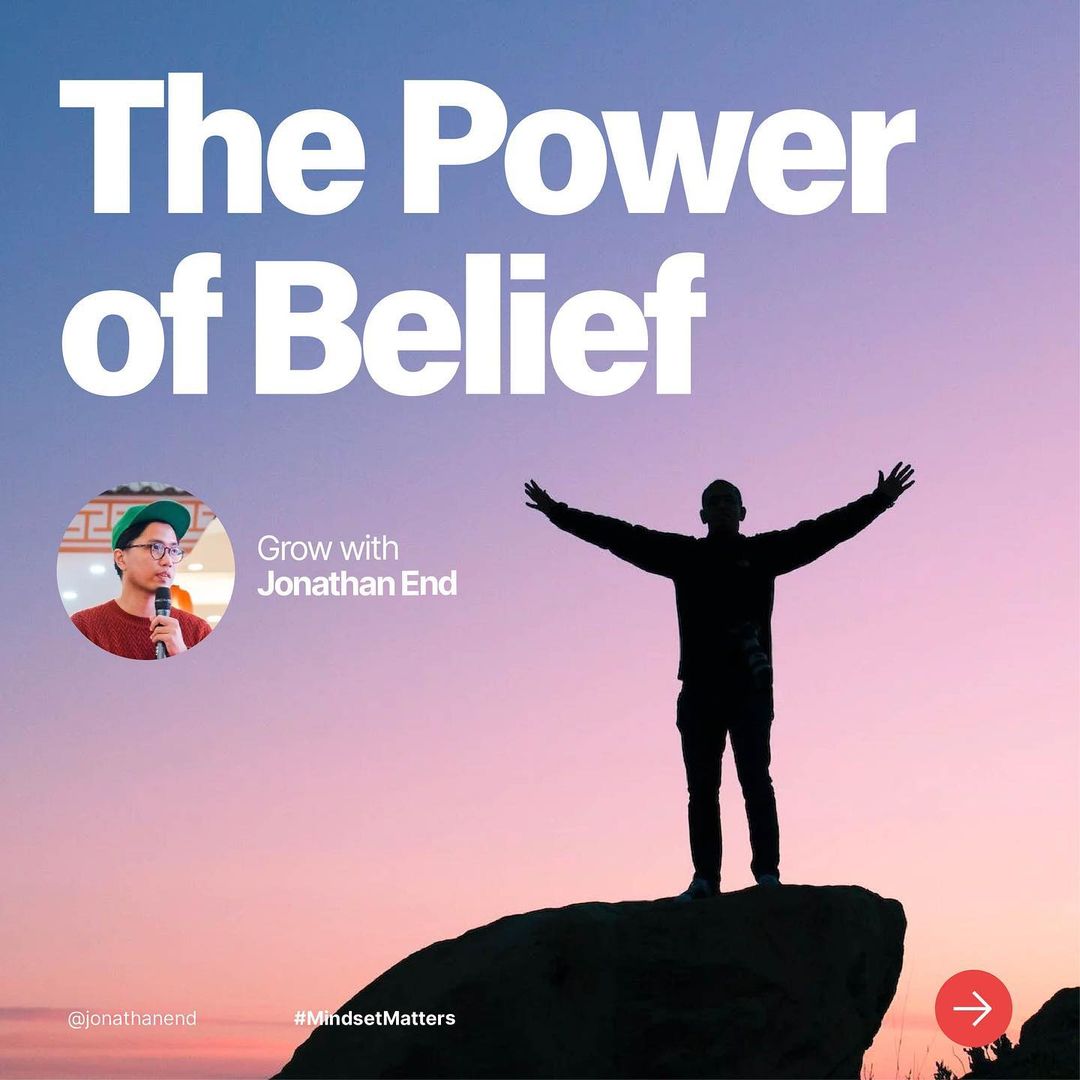 The Power
of Belief
Grow with
Jonathan End
@jonathanend
#MindsetMatters